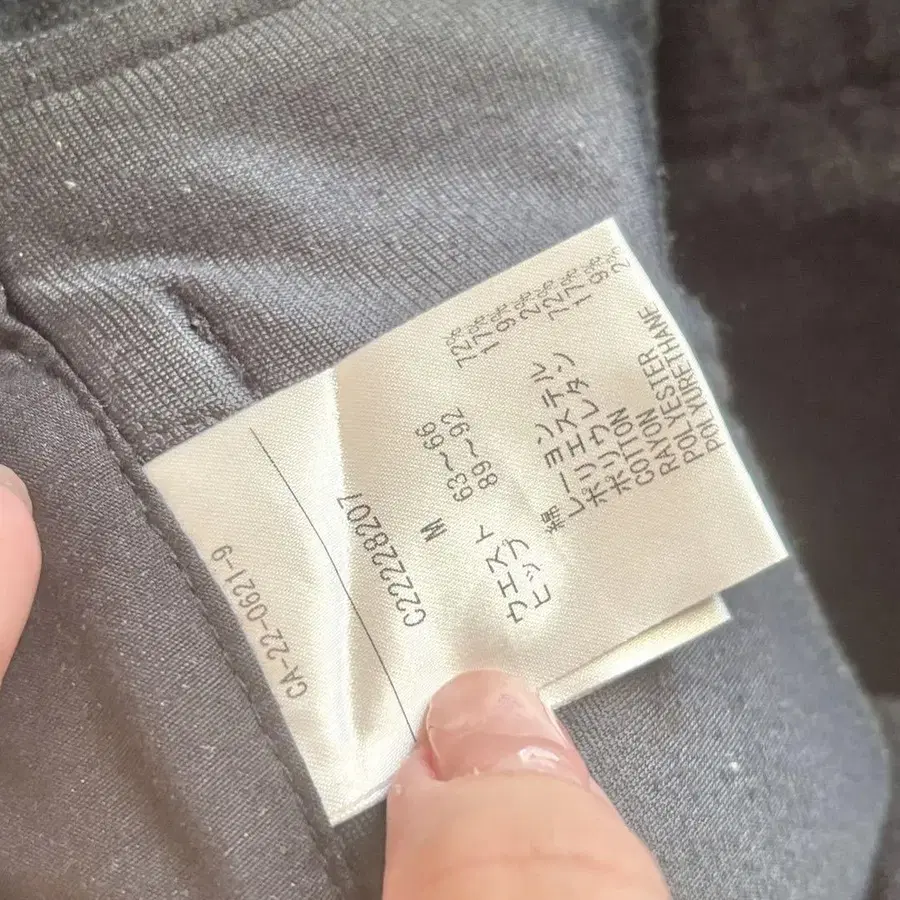 CA-22-0621-9
C22228207
M
ウエスト 63~66
ヒップ 89~92
綿 72%
レーヨン 17%
ポリエステル 9%
ポリウレタン 2%
COTTON 72%
RAYON 17%
POLYESTER 9%
POLYURETHANE 2%